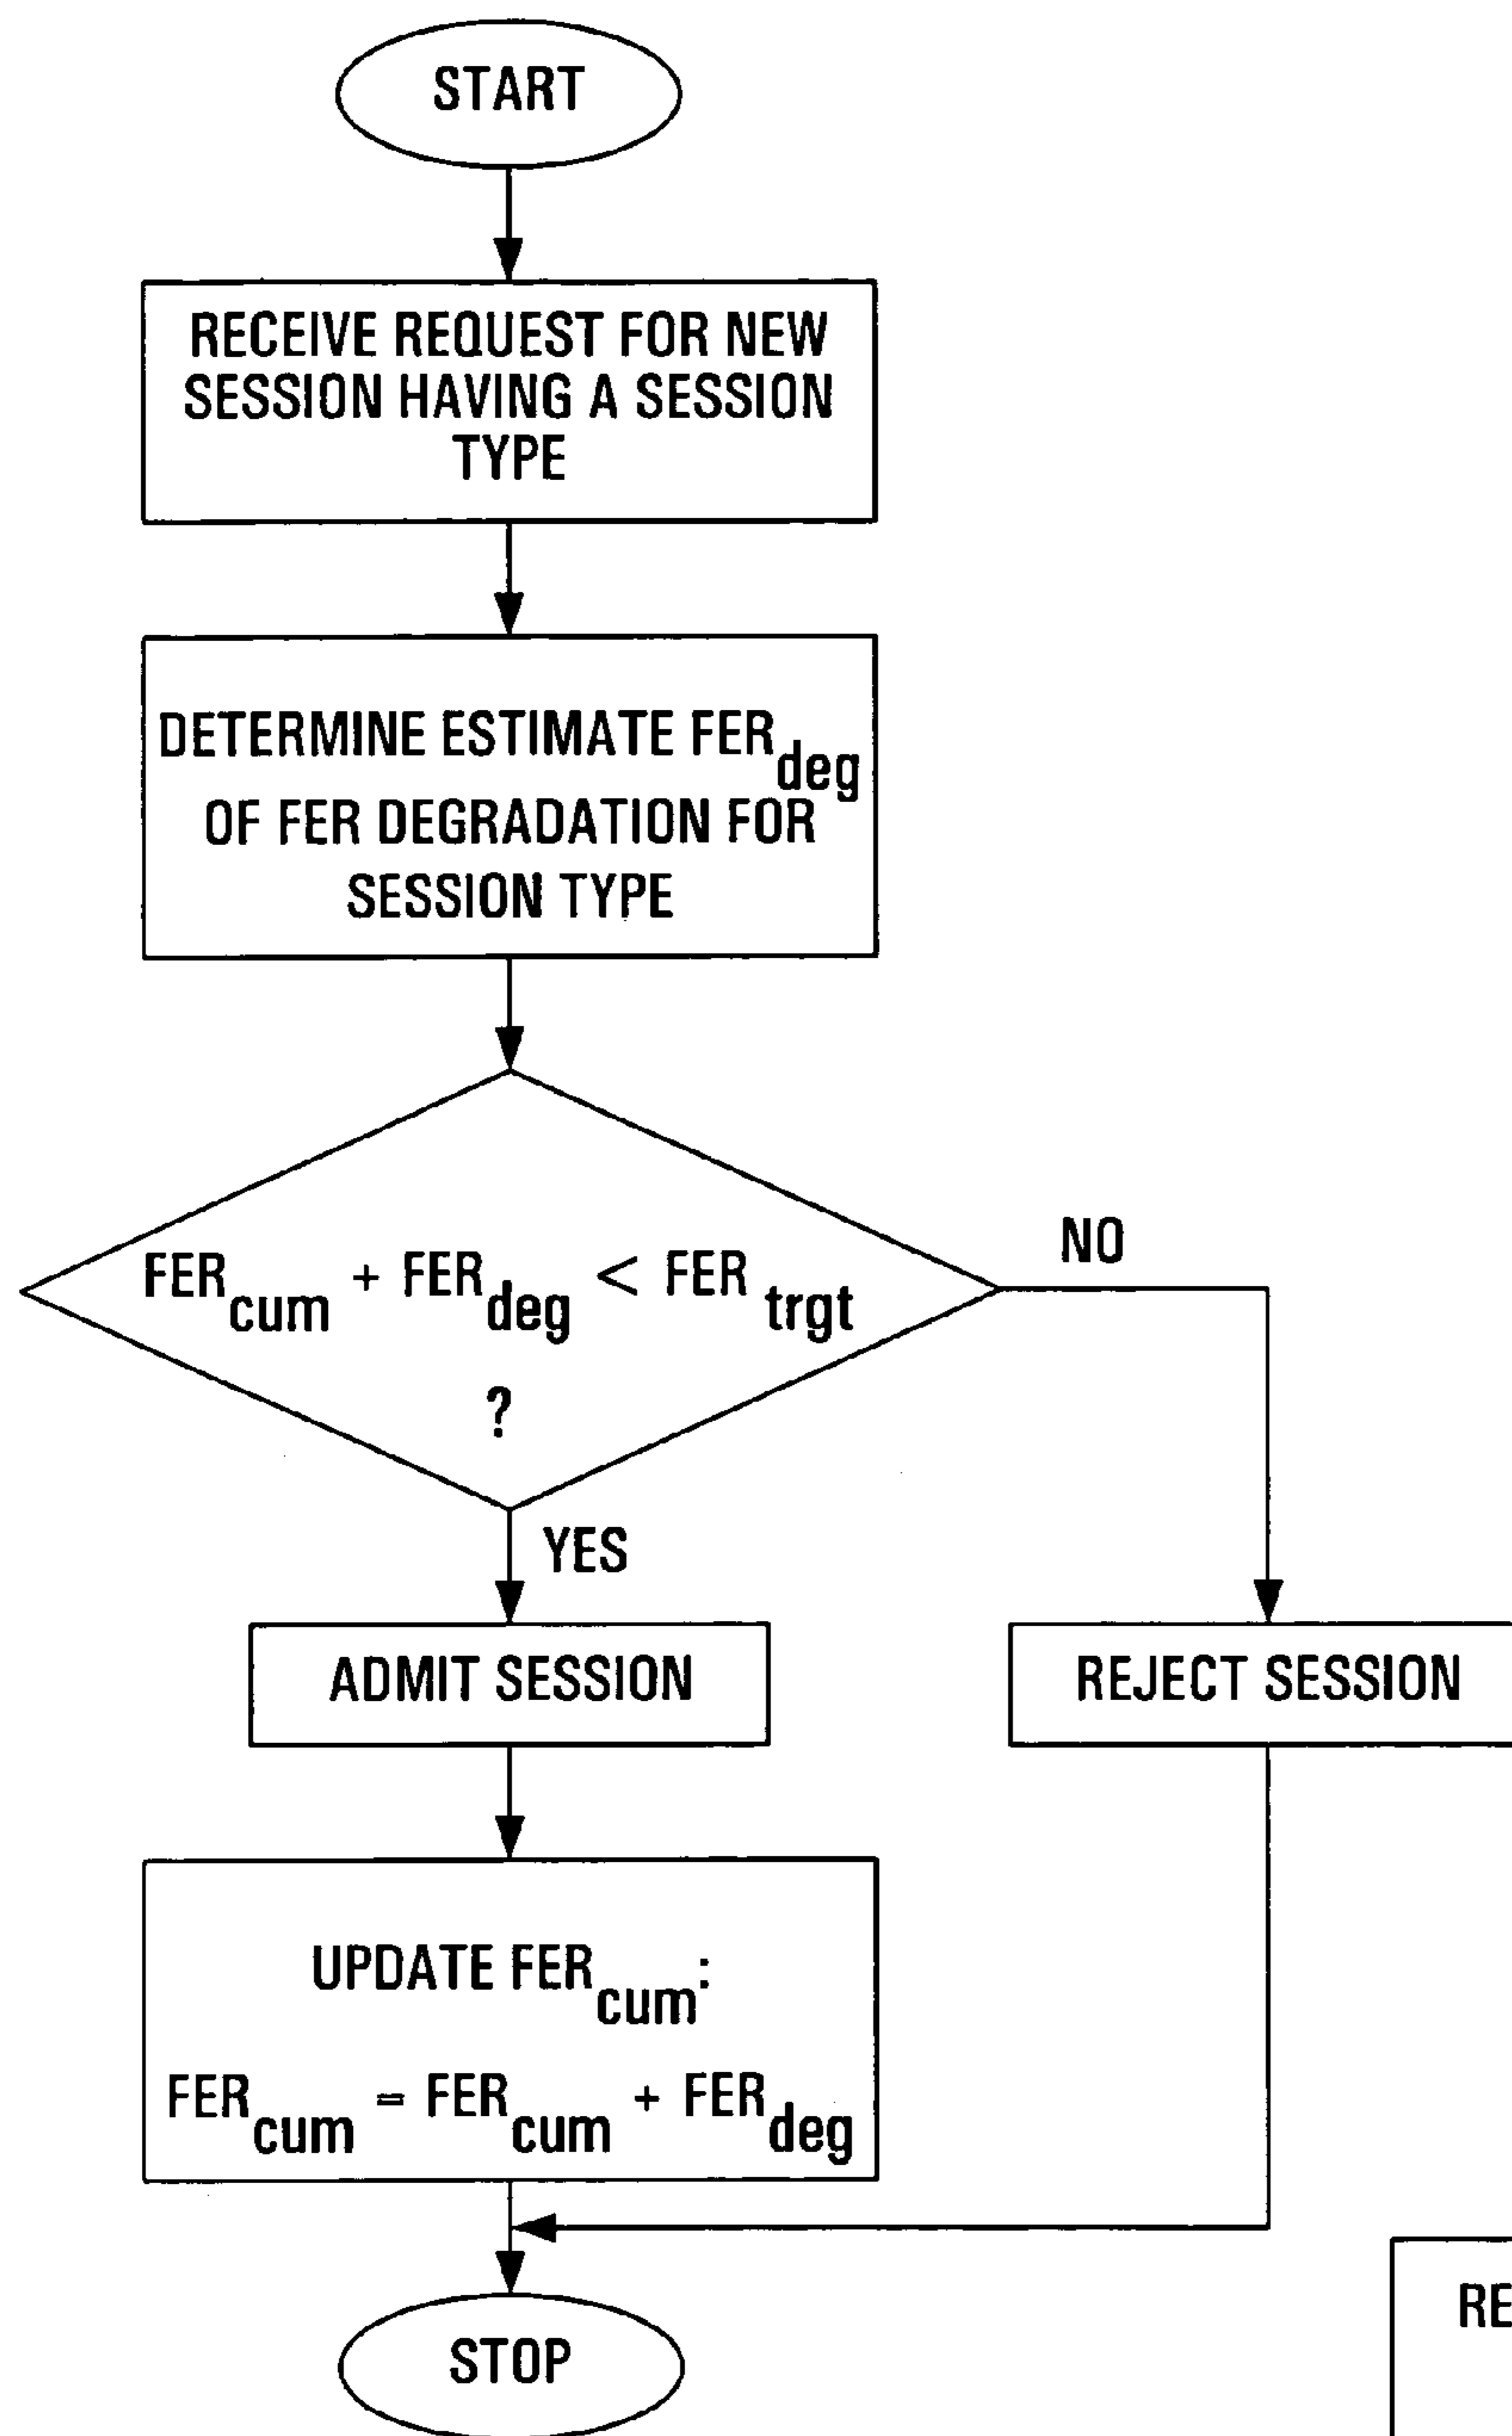 START
RECEIVE REQUEST FOR NEW
SESSION HAVING A SESSION
TYPE
DETERMINE ESTIMATE FERdeg
OF FER DEGRADATION FOR
SESSION TYPE
FERcum + FERdeg < FER trgt
?
NO
YES
ADMIT SESSION
REJECT SESSION
UPDATE FERcum:
FERcum = FERcum + FERdeg
STOP